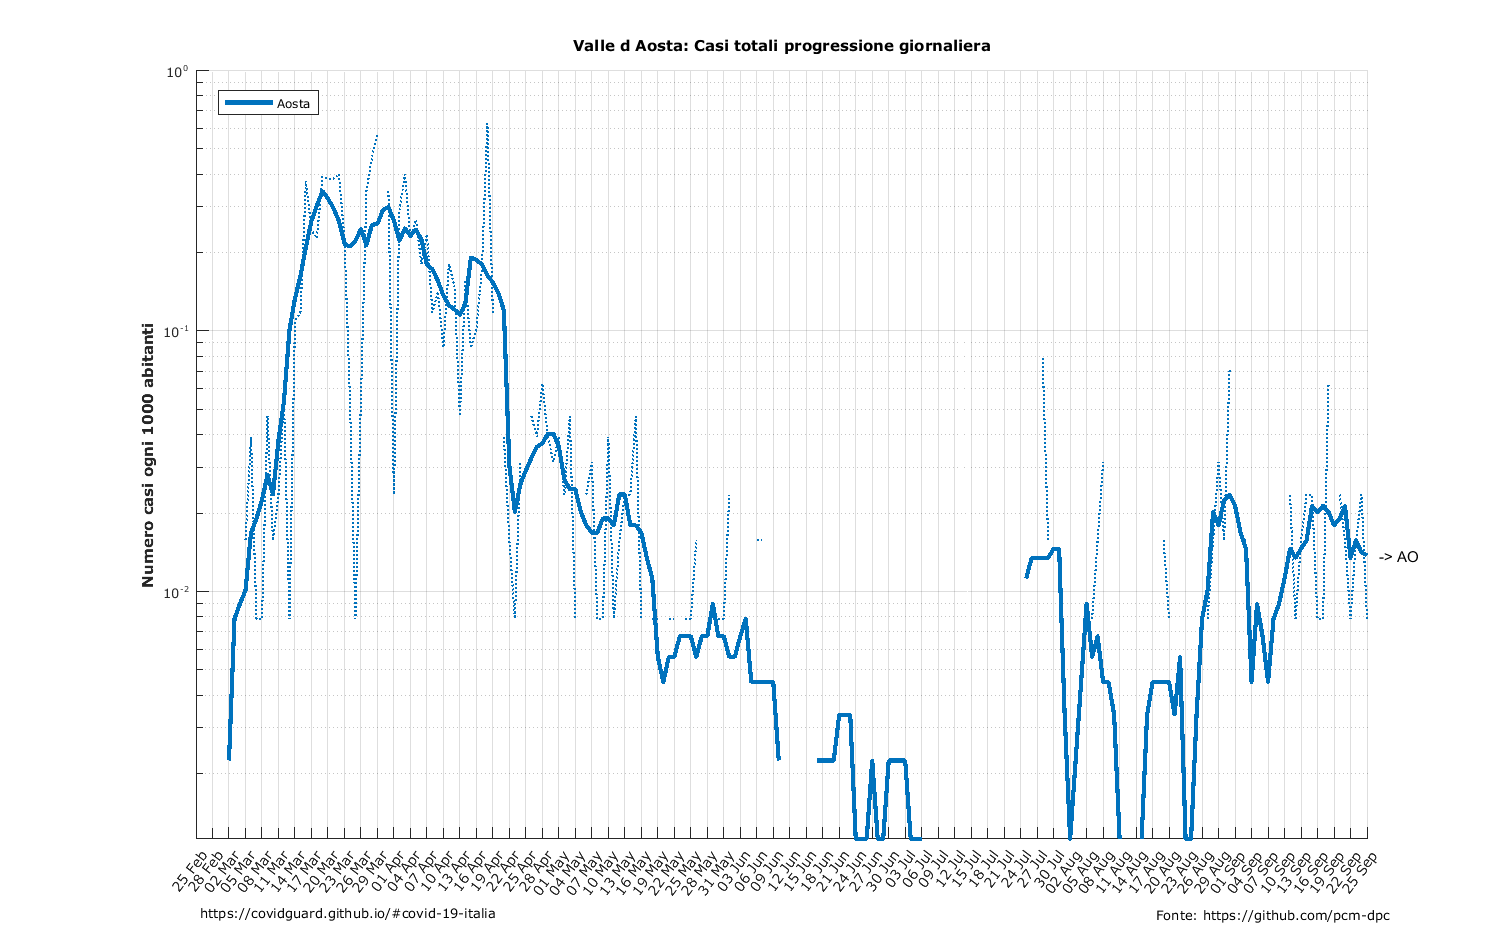 Valle d Aosta: Casi totali progressione giornaliera
10⁰
Aosta
10⁻¹
10⁻²
Numero casi ogni 1000 abitanti
-> AO
25 Feb
28 Feb
02 Mar
05 Mar
08 Mar
11 Mar
14 Mar
17 Mar
20 Mar
23 Mar
26 Mar
29 Mar
01 Apr
04 Apr
07 Apr
10 Apr
13 Apr
16 Apr
19 Apr
22 Apr
25 Apr
28 Apr
01 May
04 May
07 May
10 May
13 May
16 May
19 May
22 May
25 May
28 May
31 May
03 Jun
06 Jun
09 Jun
12 Jun
15 Jun
18 Jun
21 Jun
24 Jun
27 Jun
30 Jun
03 Jul
06 Jul
09 Jul
12 Jul
15 Jul
18 Jul
21 Jul
24 Jul
27 Jul
30 Jul
02 Aug
05 Aug
08 Aug
11 Aug
14 Aug
17 Aug
20 Aug
23 Aug
26 Aug
29 Aug
01 Sep
04 Sep
07 Sep
10 Sep
13 Sep
16 Sep
19 Sep
22 Sep
25 Sep
https://covidguard.github.io/#covid-19-italia
Fonte: https://github.com/pcm-dpc